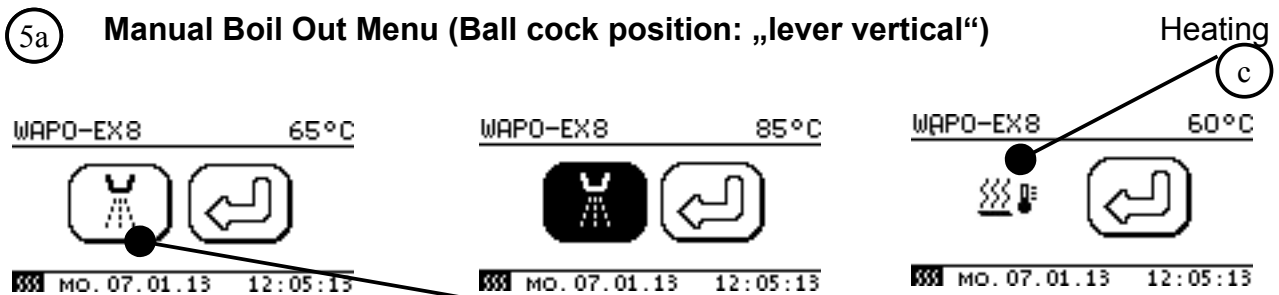 5a Manual Boil Out Menu (Ball cock position: „lever vertical“) Heating
c
WAPO-EX8 65°C
MO. 07.01.13 12:05:13
WAPO-EX8 85°C
MO. 07.01.13 12:05:13
WAPO-EX8 60°C
MO. 07.01.13 12:05:13